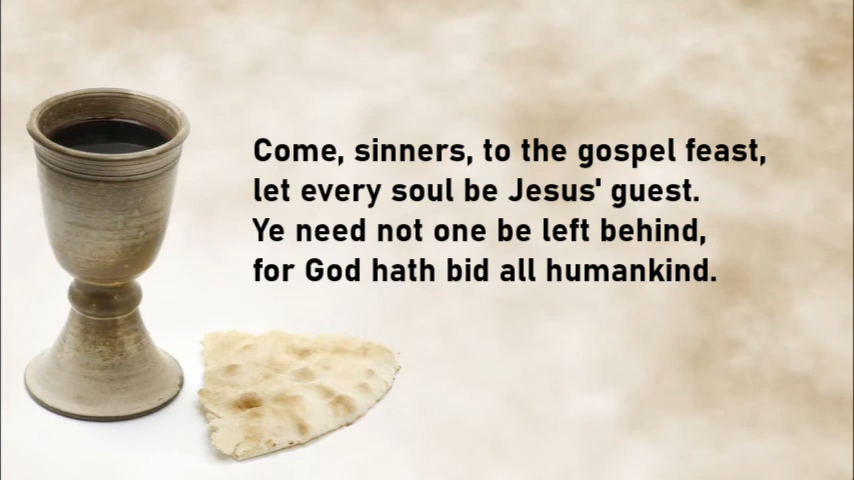 Come, sinners, to the gospel feast,
let every soul be Jesus' guest.
Ye need not one be left behind,
for God hath bid all humankind.